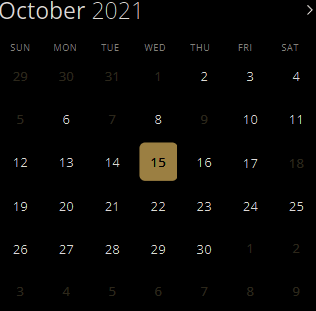 October 2021
SUN MON TUE WED THU FRI SAT
29 30 31 1 2 3 4
5 6 7 8 9 10 11
12 13 14 15 16 17 18
19 20 21 22 23 24 25
26 27 28 29 30 1 2
3 4 5 6 7 8 9